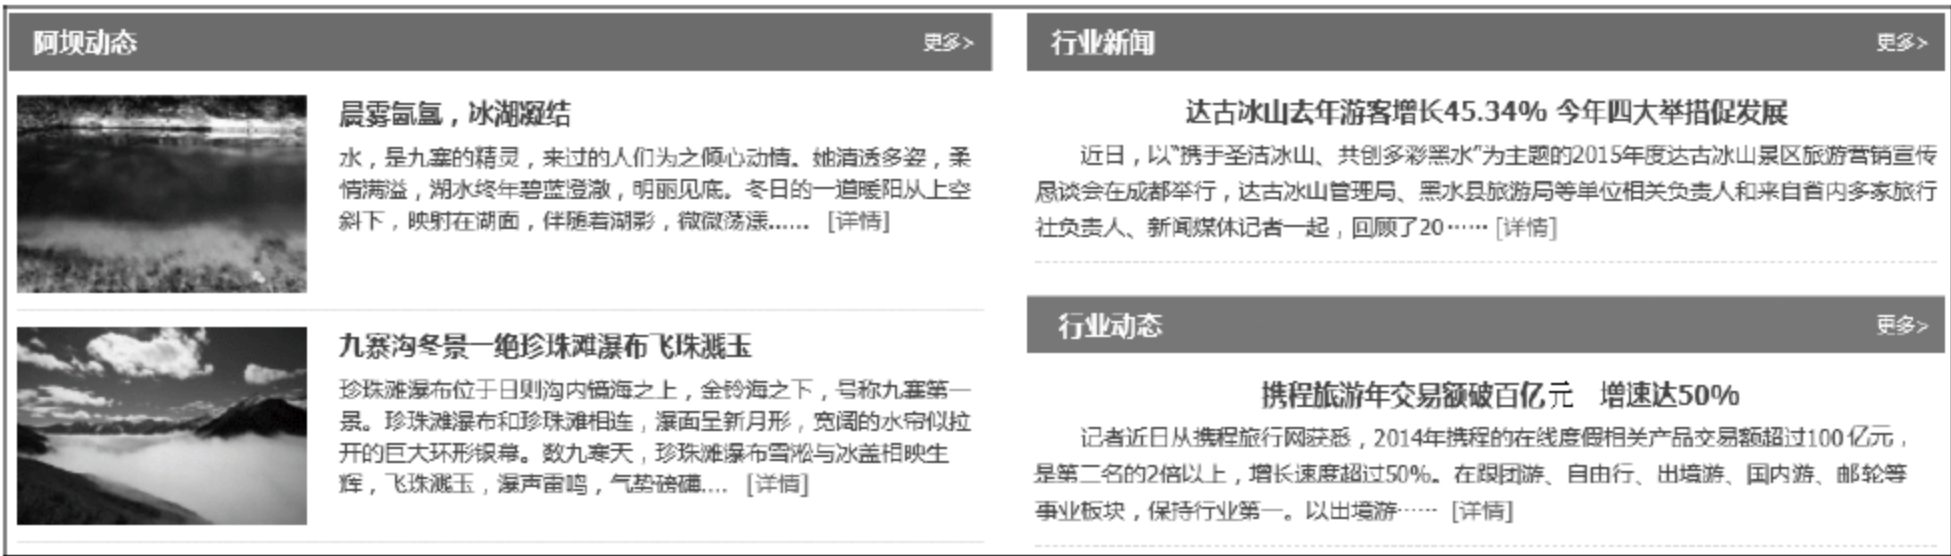 阿坝动态 更多>
晨雾氤氲，冰湖凝结
水，是九寨的精灵，来过的人们为之倾心动情。她清透多姿，柔
情满溢，湖水终年碧蓝澄澈，明丽见底。冬日的一道暖阳从上空
斜下，映射在湖面，伴随着湖影，微微荡漾…… [详情]
九寨沟冬景一绝珍珠滩瀑布飞珠溅玉
珍珠滩瀑布位于日则沟内镜海之上，金铃海之下，号称九寨第一
景。珍珠滩瀑布和珍珠滩相连，瀑面呈新月形，宽阔的水帘似拉
开的巨大环形银幕。数九寒天，珍珠滩瀑布雪淞与冰盖相映生
辉，飞珠溅玉，瀑声雷鸣，气势磅礴.... [详情]
行业新闻 更多>
达古冰山去年游客增长45.34% 今年四大举措促发展
近日，以“携手圣洁冰山、共创多彩黑水”为主题的2015年度达古冰山景区旅游营销宣传
恳谈会在成都举行，达古冰山管理局、黑水县旅游局等单位相关负责人和来自省内多家旅行
社负责人、新闻媒体记者一起，回顾了20…… [详情]
行业动态 更多>
携程旅游年交易额破百亿元 增速达50%
记者近日从携程旅行网获悉，2014年携程的在线度假相关产品交易额超过100亿元，
是第二名的2倍以上，增长速度超过50%。在跟团游、自由行、出境游、国内游、邮轮等
事业板块，保持行业第一。以出境游…… [详情]